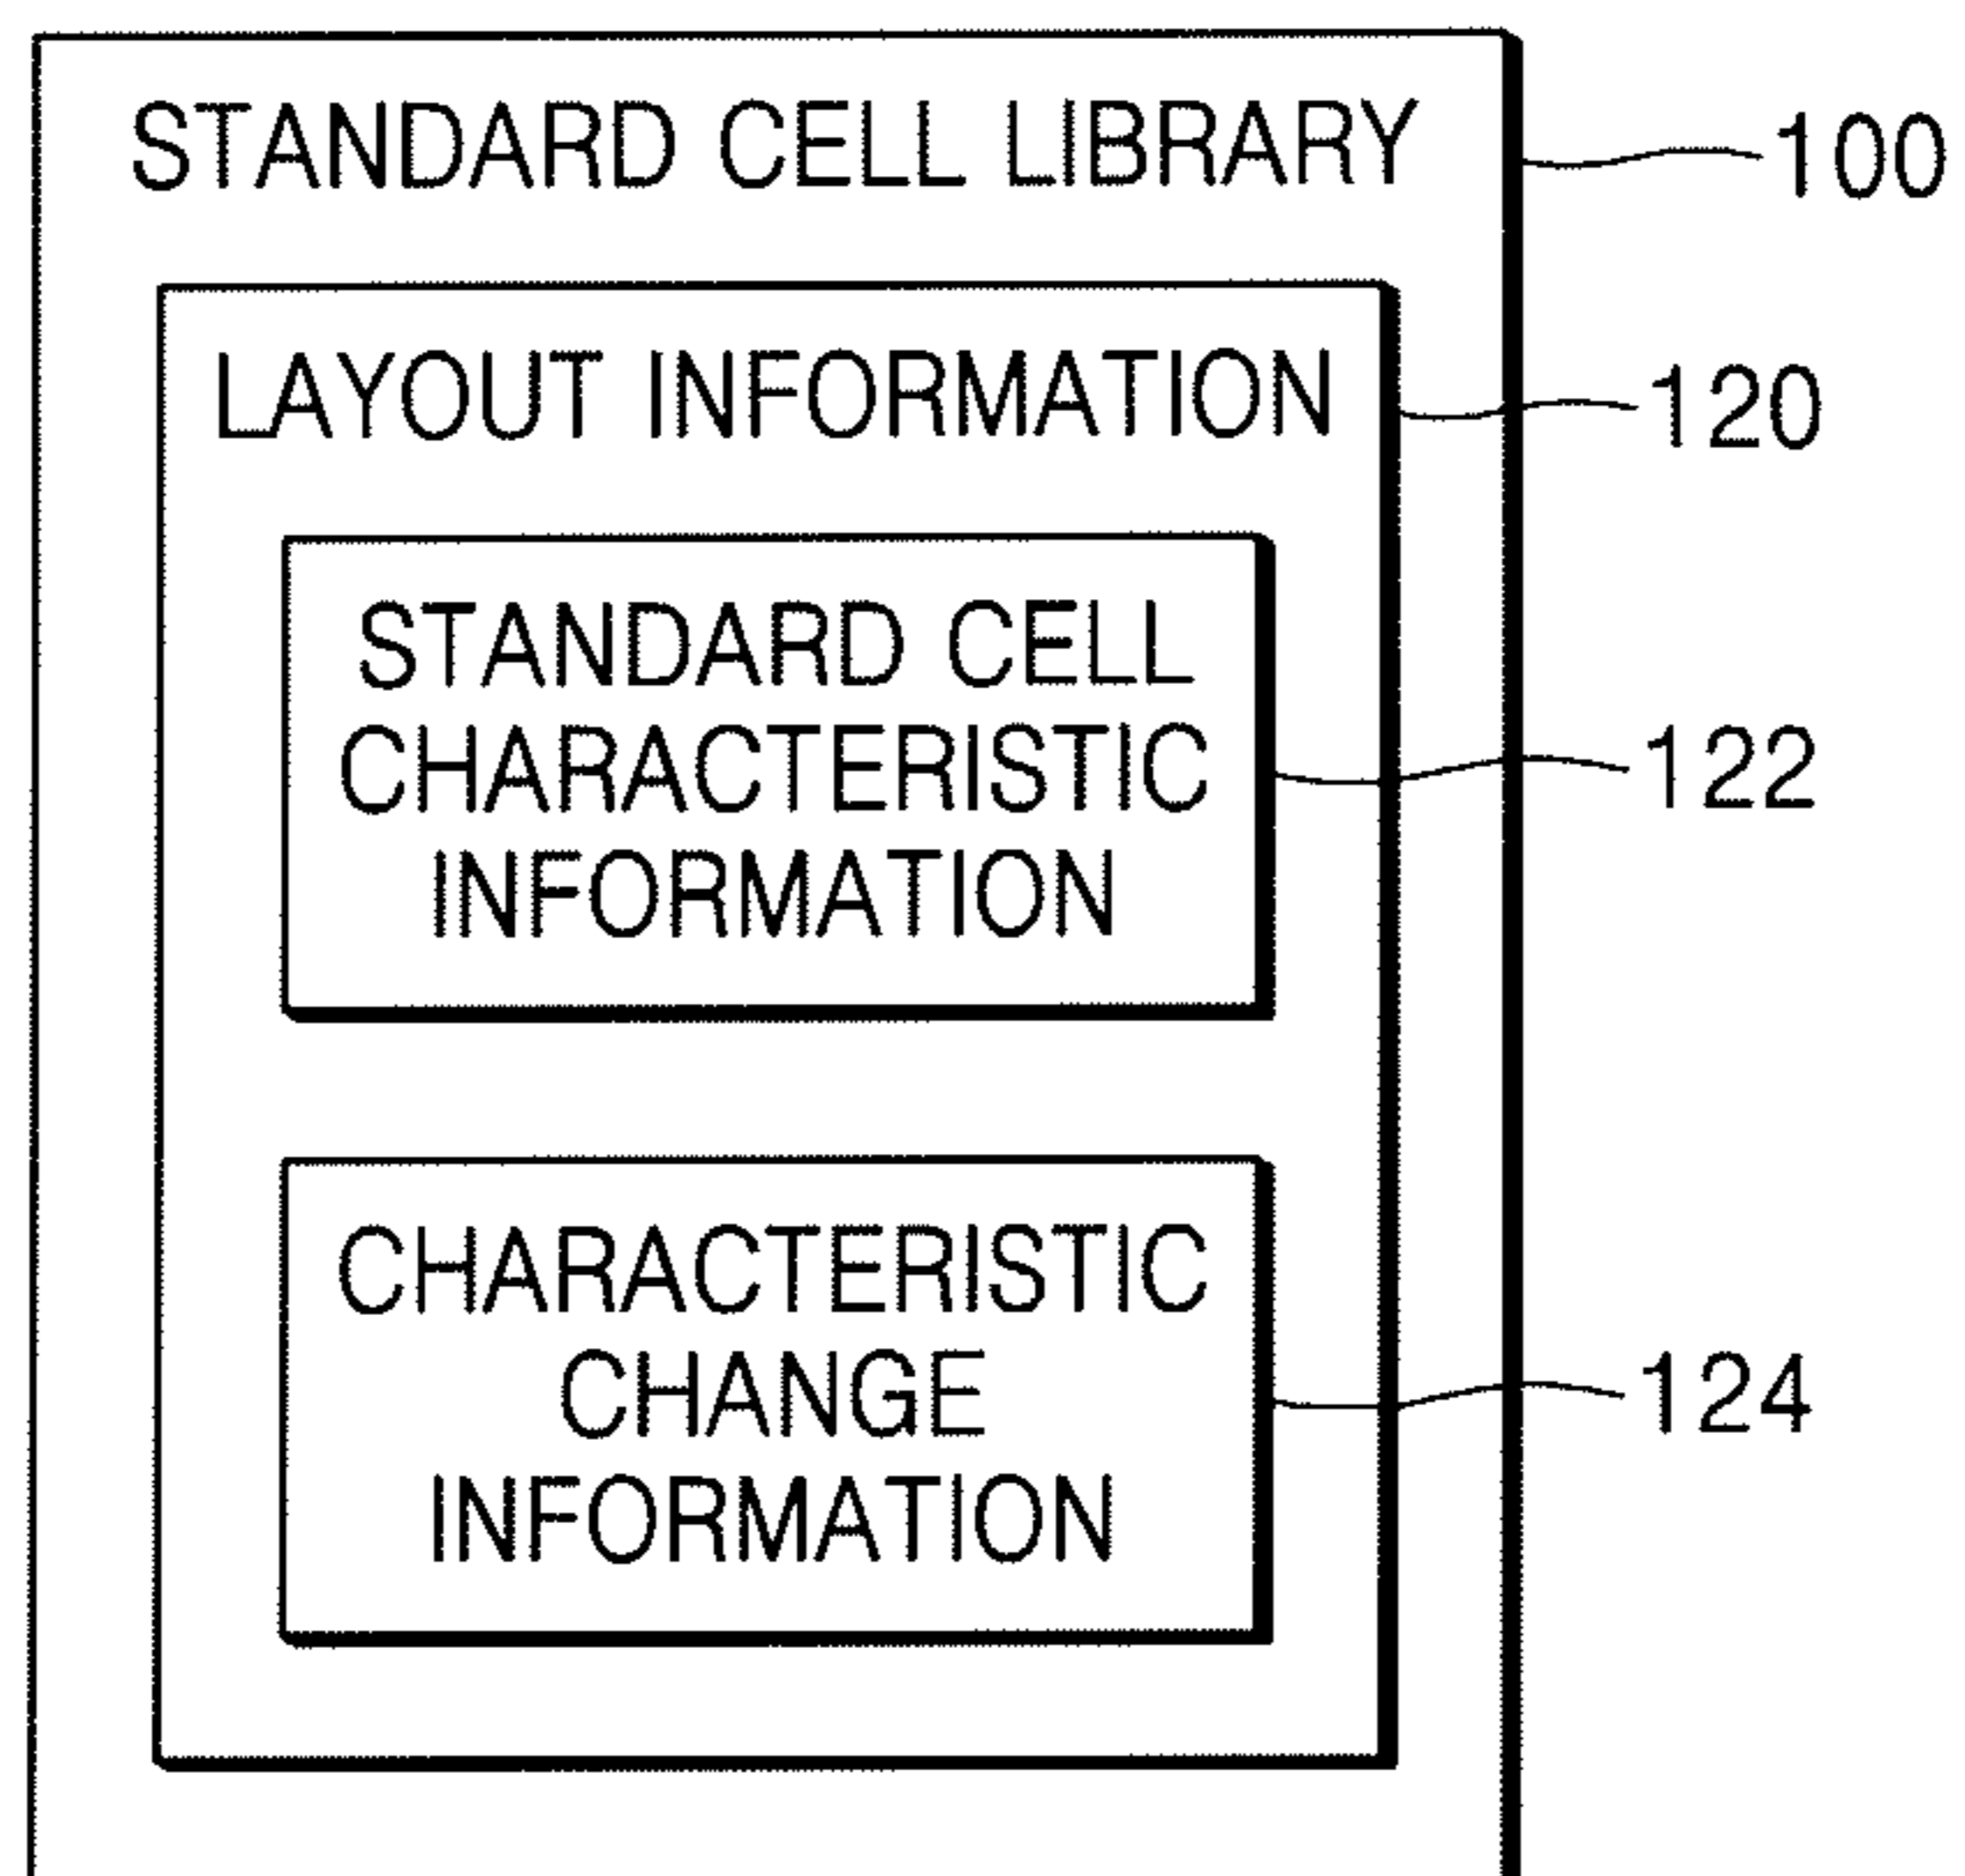 STANDARD CELL LIBRARY 100
LAYOUT INFORMATION 120
STANDARD CELL
CHARACTERISTIC 122
INFORMATION
CHARACTERISTIC
CHANGE 124
INFORMATION